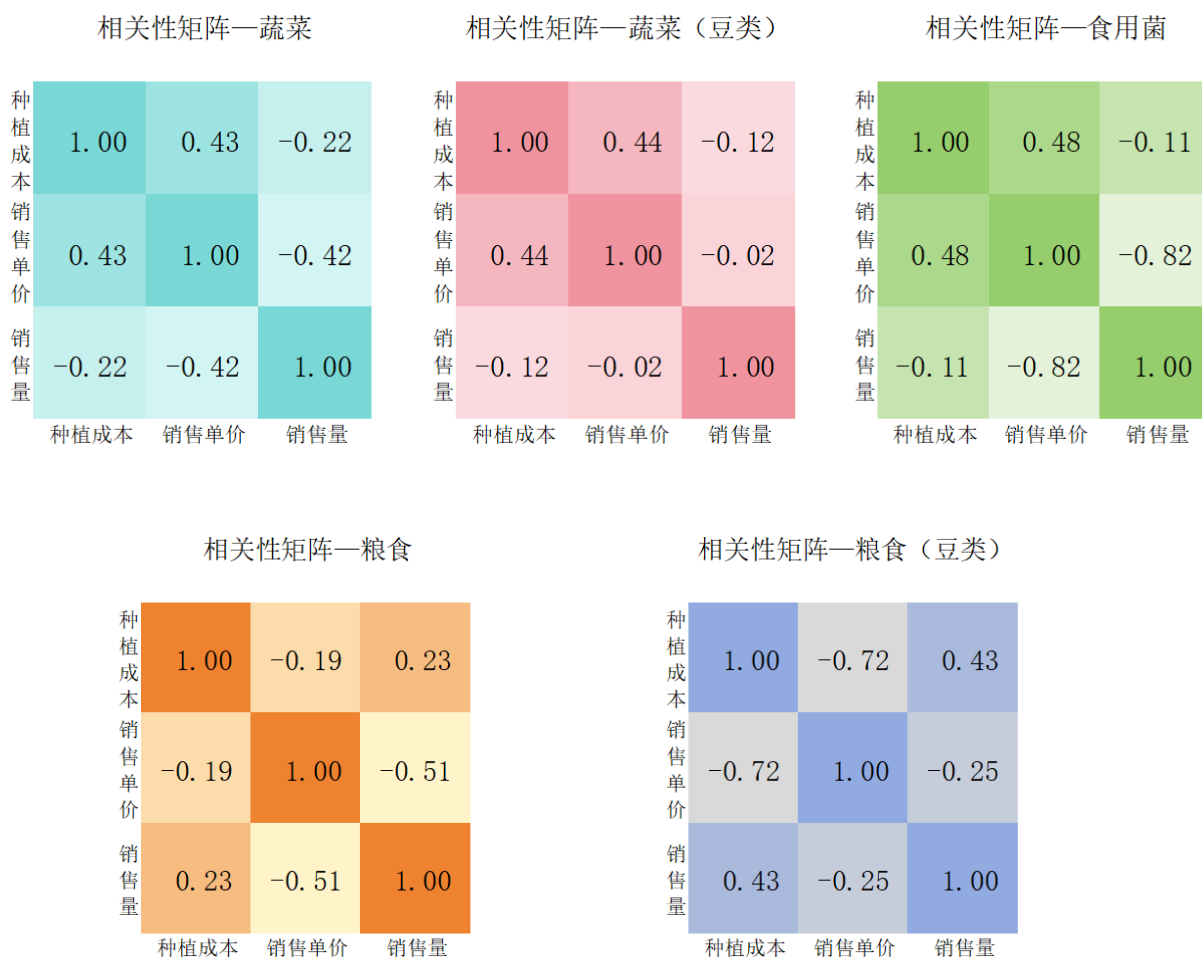 相关性矩阵—蔬菜
种植成本 1.00 0.43 -0.22
销售单价 0.43 1.00 -0.42
销售量 -0.22 -0.42 1.00
种植成本 销售单价 销售量
相关性矩阵—蔬菜（豆类）
种植成本 1.00 0.44 -0.12
销售单价 0.44 1.00 -0.02
销售量 -0.12 -0.02 1.00
种植成本 销售单价 销售量
相关性矩阵—食用菌
种植成本 1.00 0.48 -0.11
销售单价 0.48 1.00 -0.82
销售量 -0.11 -0.82 1.00
种植成本 销售单价 销售量
相关性矩阵—粮食
种植成本 1.00 -0.19 0.23
销售单价 -0.19 1.00 -0.51
销售量 0.23 -0.51 1.00
种植成本 销售单价 销售量
相关性矩阵—粮食（豆类）
种植成本 1.00 -0.72 0.43
销售单价 -0.72 1.00 -0.25
销售量 0.43 -0.25 1.00
种植成本 销售单价 销售量